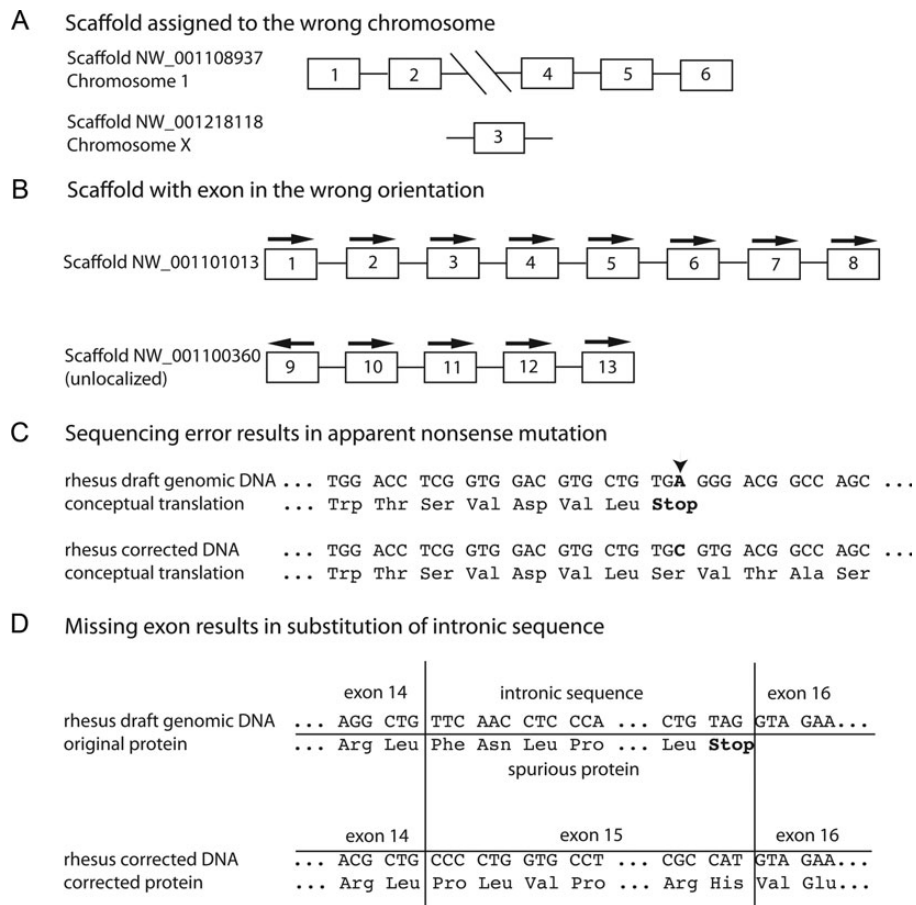 A Scaffold assigned to the wrong chromosome
Scaffold NW_001108937
Chromosome 1
1 2 4 5 6
Scaffold NW_001218118
Chromosome X
3
B Scaffold with exon in the wrong orientation
Scaffold NW_001101013 1 2 3 4 5 6 7 8
Scaffold NW_001100360
(unlocalized)
9 10 11 12 13
C Sequencing error results in apparent nonsense mutation
rhesus draft genomic DNA ... TGG ACC TCG GTG GAC GTG CTG TGA GGG ACG GCC AGC ...
conceptual translation ... Trp Thr Ser Val Asp Val Leu Stop
rhesus corrected DNA ... TGG ACC TCG GTG GAC GTG CTG TGC GTG ACG GCC AGC ...
conceptual translation ... Trp Thr Ser Val Asp Val Leu Ser Val Thr Ala Ser
D Missing exon results in substitution of intronic sequence
exon 14 intronic sequence exon 16
rhesus draft genomic DNA ... AGG CTG TTC AAC CTC CCA ... CTG TAG GTA GAA...
original protein ... Arg Leu Phe Asn Leu Pro ... Leu Stop
spurious protein
exon 14 exon 15 exon 16
rhesus corrected DNA ... ACG CTG CCC CTG GTG CCT ... CGC CAT GTA GAA...
corrected protein ... Arg Leu Pro Leu Val Pro ... Arg His Val Glu...